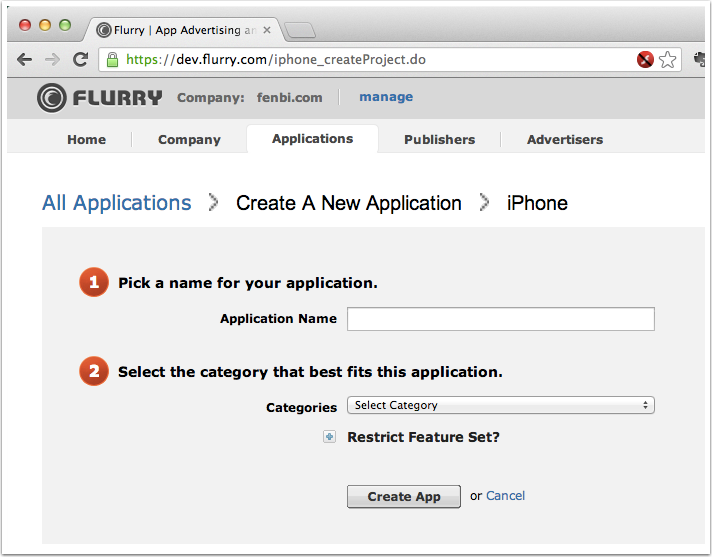 Flurry | App Advertising an
https://dev.flurry.com/iphone_createProject.do
FLURRY Company: fenbi.com manage
Home Company Applications Publishers Advertisers
All Applications Create A New Application iPhone
1 Pick a name for your application.
Application Name
2 Select the category that best fits this application.
Categories Select Category
Restrict Feature Set?
Create App or Cancel